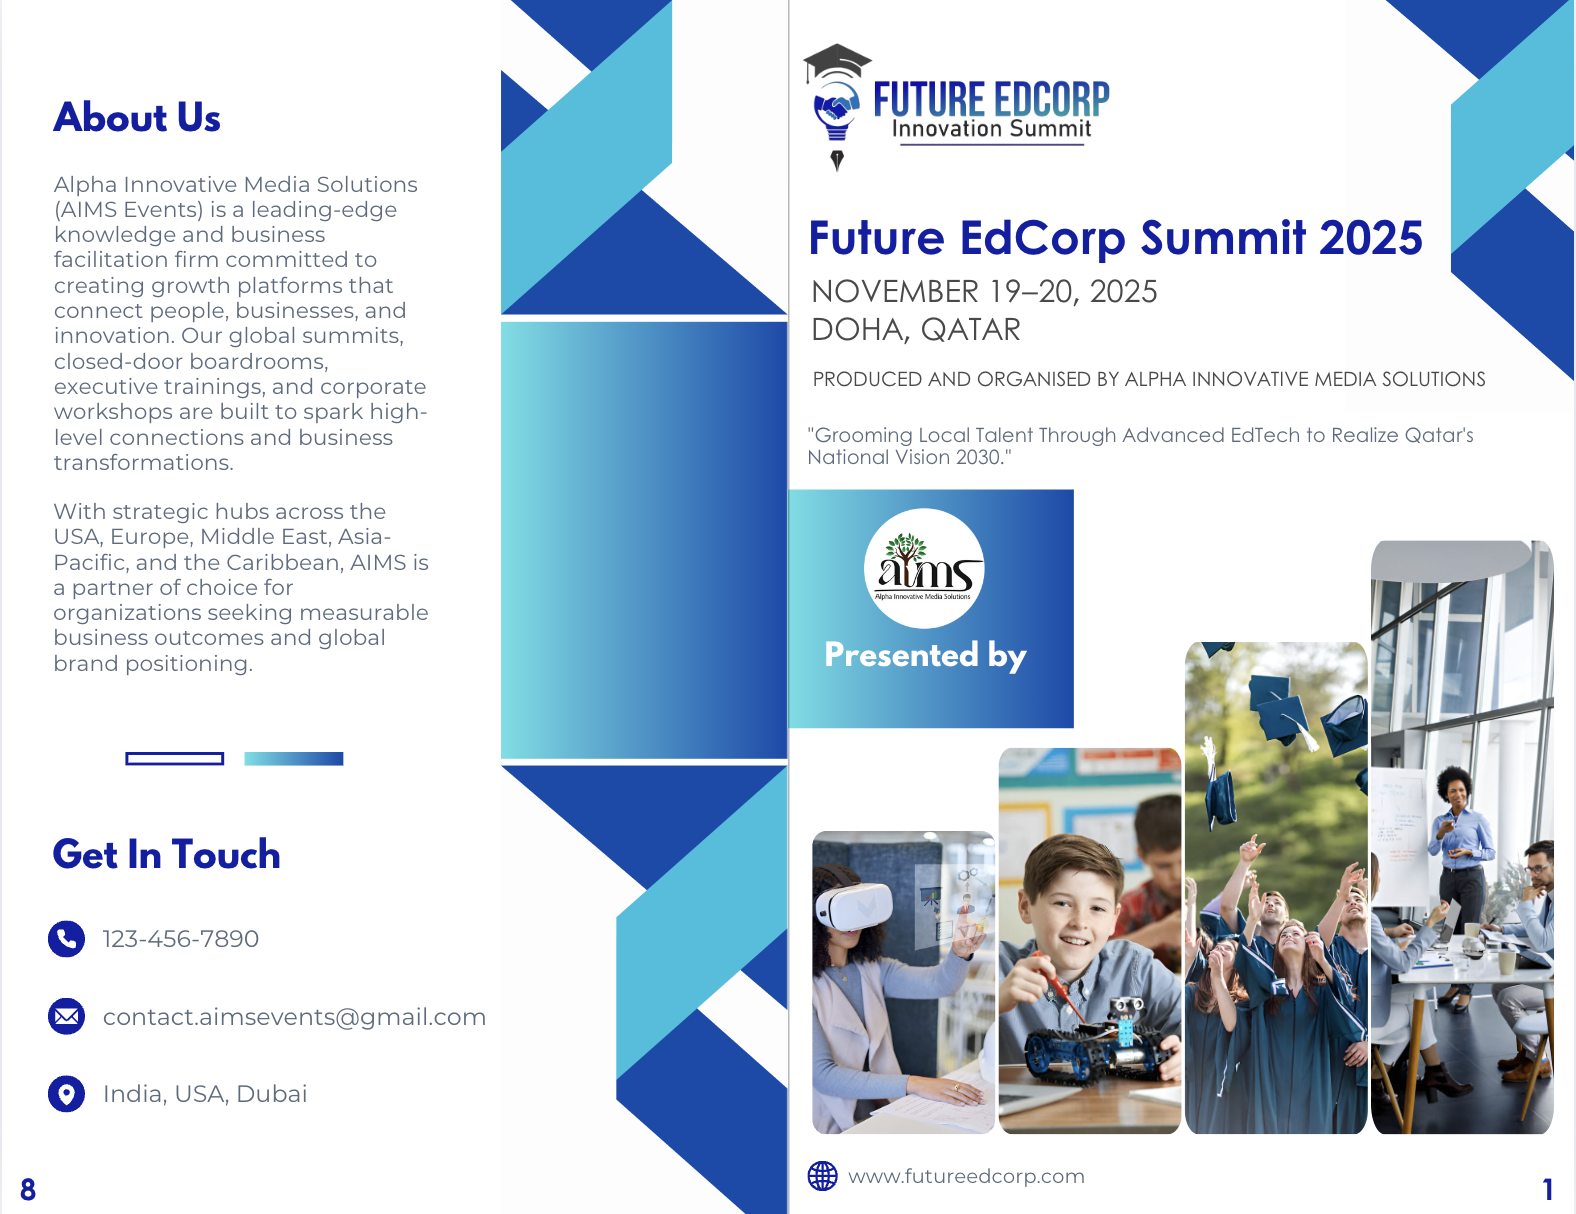 About Us
Alpha Innovative Media Solutions
(AIMS Events) is a leading-edge
knowledge and business
facilitation firm committed to
creating growth platforms that
connect people, businesses, and
innovation. Our global summits,
closed-door boardrooms,
executive trainings, and corporate
workshops are built to spark high-
level connections and business
transformations.
With strategic hubs across the
USA, Europe, Middle East, Asia-
Pacific, and the Caribbean, AIMS is
a partner of choice for
organizations seeking measurable
business outcomes and global
brand positioning.
Get In Touch
123-456-7890
contact.aimsevents@gmail.com
India, USA, Dubai
8
FUTURE EDCORP
Innovation Summit
Future EdCorp Summit 2025
NOVEMBER 19–20, 2025
DOHA, QATAR
PRODUCED AND ORGANISED BY ALPHA INNOVATIVE MEDIA SOLUTIONS
"Grooming Local Talent Through Advanced EdTech to Realize Qatar's
National Vision 2030."
aims
Alpha Innovative Media Solutions
Presented by
www.futureedcorp.com
1